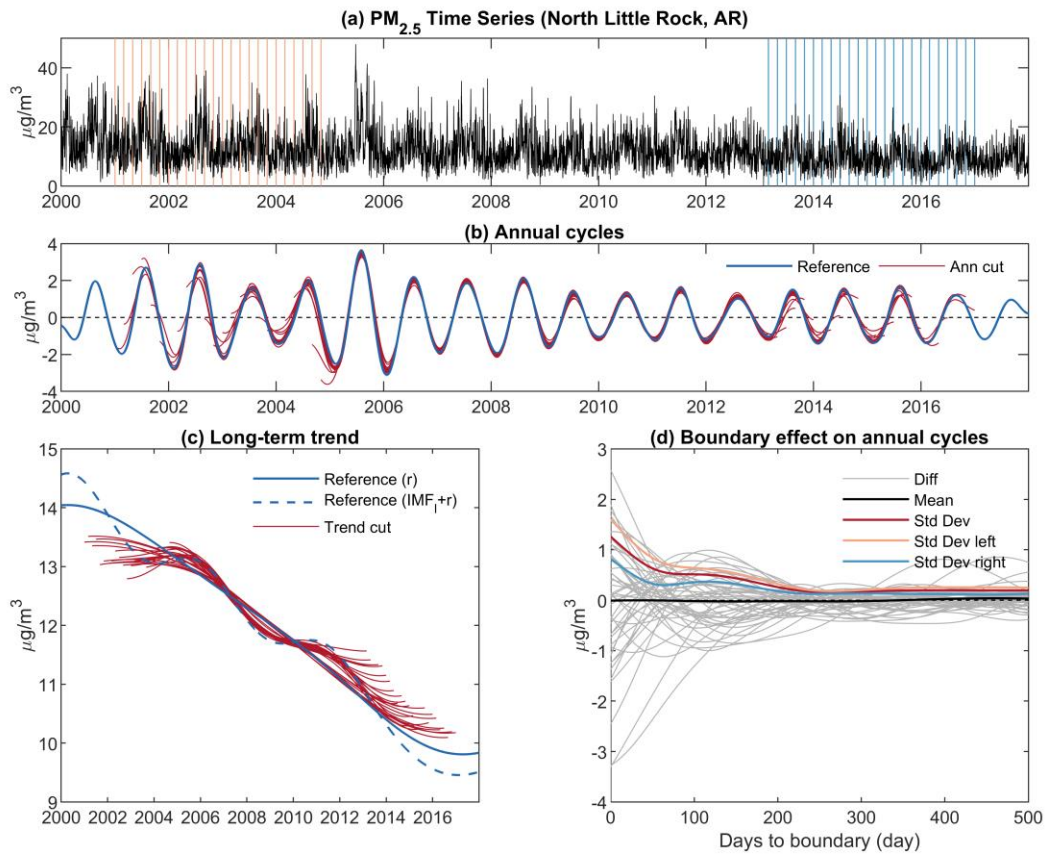 (a) PM2.5 Time Series (North Little Rock, AR)
μg/m3
40
20
0
2000 2002 2004 2006 2008 2010 2012 2014 2016
(b) Annual cycles
μg/m3
4
2
0
-2
-4
Reference
Ann cut
2000 2002 2004 2006 2008 2010 2012 2014 2016
(c) Long-term trend
μg/m3
15
14
13
12
11
10
9
Reference (r)
Reference (IMFl+r)
Trend cut
2000 2002 2004 2006 2008 2010 2012 2014 2016
(d) Boundary effect on annual cycles
μg/m3
3
2
1
0
-1
-2
-3
-4
Diff
Mean
Std Dev
Std Dev left
Std Dev right
0 100 200 300 400 500
Days to boundary (day)